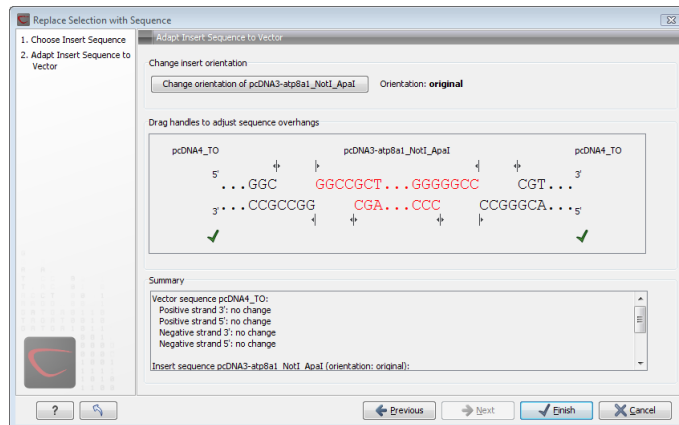 Replace Selection with Sequence
1. Choose Insert Sequence
2. Adapt Insert Sequence to
Vector
Adapt Insert Sequence to Vector
Change insert orientation
Change orientation of pcDNA3-atp8a1_NotI_ApaI
Orientation: original
Drag handles to adjust sequence overhangs
pcDNA4_TO pcDNA3-atp8a1_NotI_ApaI pcDNA4_TO
5' 3'
...GGC GGCCGCT...GGGGGCC CGT...
3' ...CCGCCGG CGA...CCC CCGGGCA... 5'
Summary
Vector sequence pcDNA4_TO:
Positive strand 3': no change
Positive strand 5': no change
Negative strand 3': no change
Negative strand 5': no change
Insert sequence pcDNA3-atp8a1_NotI_ApaI (orientation: original):
? Previous Next Finish Cancel